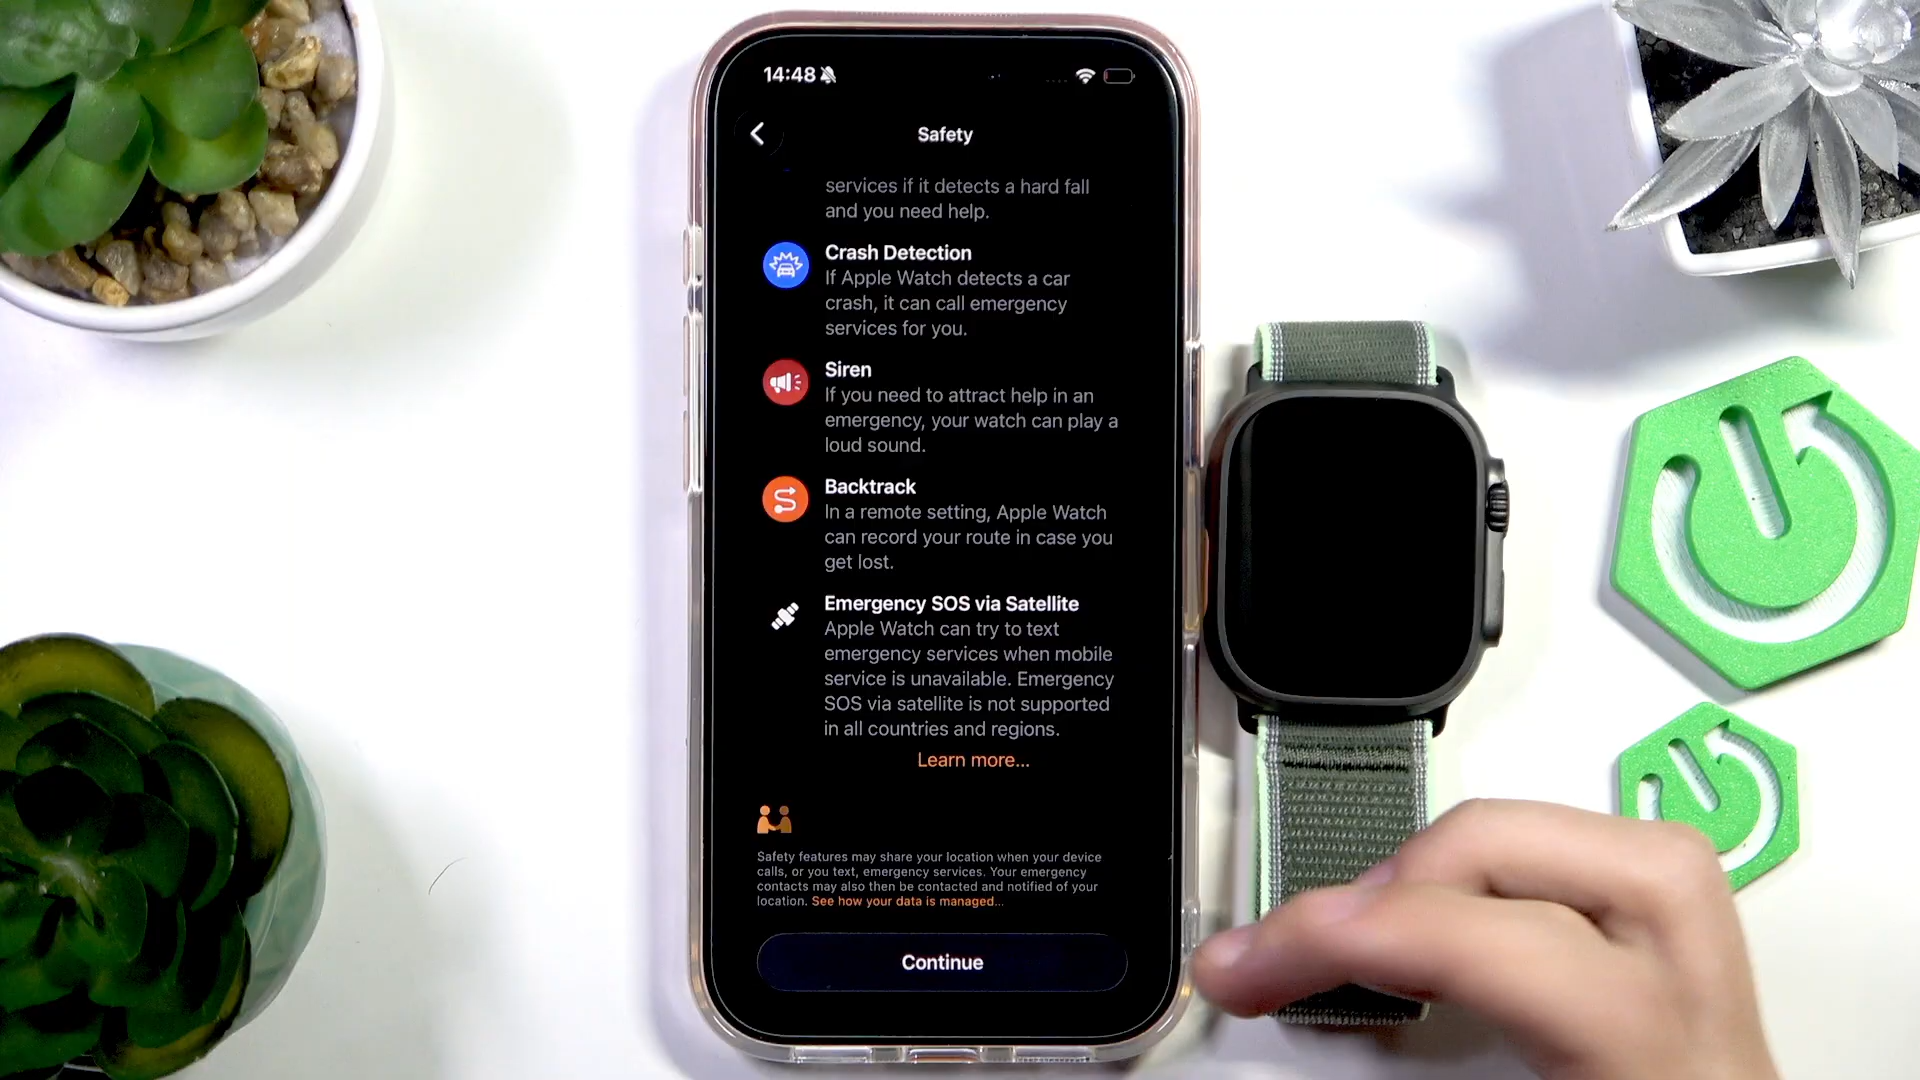 14:48
Safety
services if it detects a hard fall
and you need help.
Crash Detection
If Apple Watch detects a car
crash, it can call emergency
services for you.
Siren
If you need to attract help in an
emergency, your watch can play a
loud sound.
Backtrack
In a remote setting, Apple Watch
can record your route in case you
get lost.
Emergency SOS via Satellite
Apple Watch can try to text
emergency services when mobile
service is unavailable. Emergency
SOS via satellite is not supported
in all countries and regions.
Learn more...
Safety features may share your location when your device
calls, or you text, emergency services. Your emergency
contacts may also then be contacted and notified of your
location. See how your data is managed...
Continue